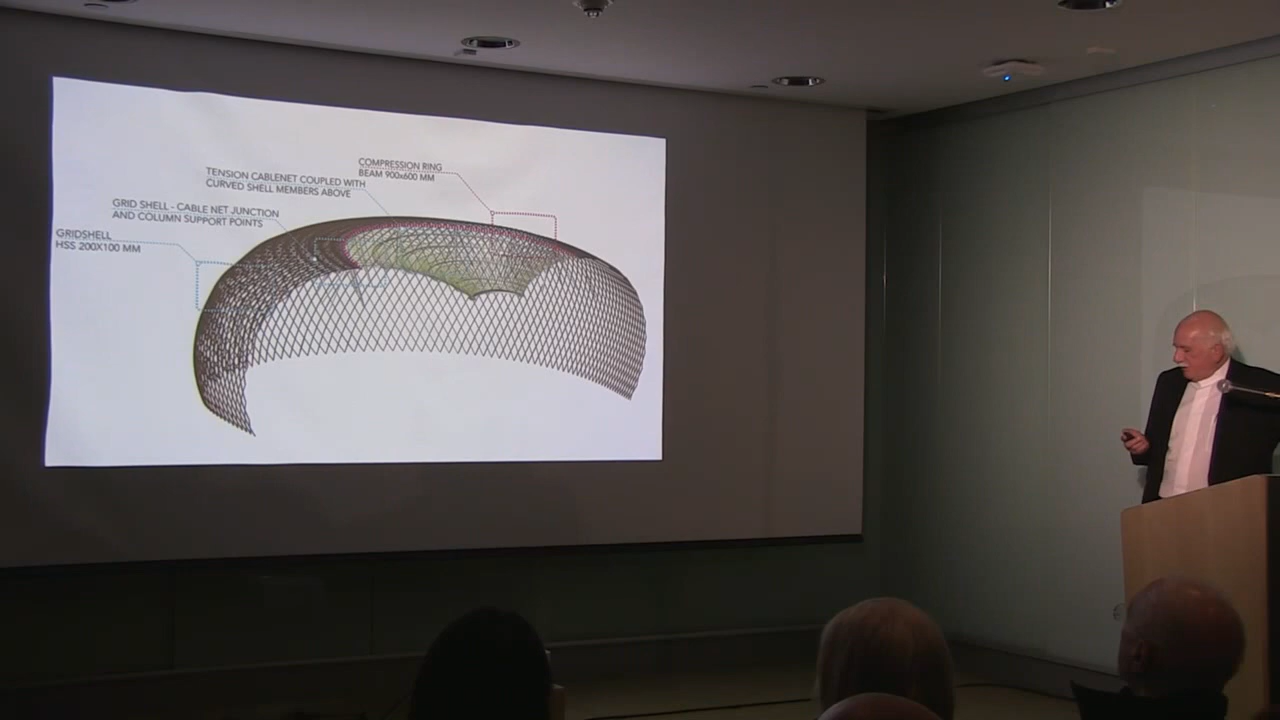 COMPRESSION RING
BEAM 900x600 MM
TENSION CABLENET COUPLED WITH
CURVED SHELL MEMBERS ABOVE
GRID SHELL - CABLE NET JUNCTION
AND COLUMN SUPPORT POINTS
GRIDSHELL
HSS 200X100 MM